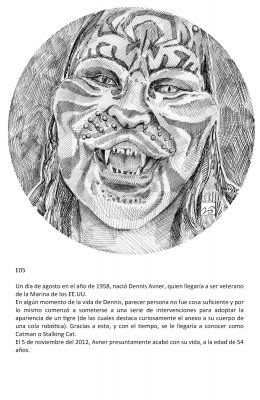 E05
Un día de agosto en el año de 1958, nació Dennis Avner, quien llegaría a ser veterano
de la Marina de los EE.UU.
En algún momento de la vida de Dennis, parecer persona no fue cosa suficiente y por
lo mismo comenzó a someterse a una serie de intervenciones para adoptar la
apariencia de un tigre (de las cuales destaca curiosamente el anexo a su cuerpo de
una cola robótica). Gracias a esto, y con el tiempo, se le llegaría a conocer como
Catman o Stalking Cat.
El 5 de noviembre del 2012, Avner presuntamente acabó con su vida, a la edad de 54
años.